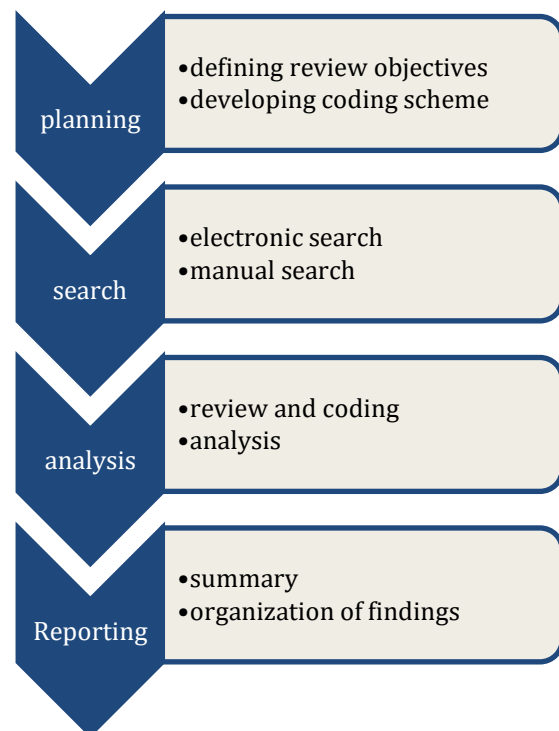 planning
•defining review objectives
•developing coding scheme
search
•electronic search
•manual search
analysis
•review and coding
•analysis
Reporting
•summary
•organization of findings